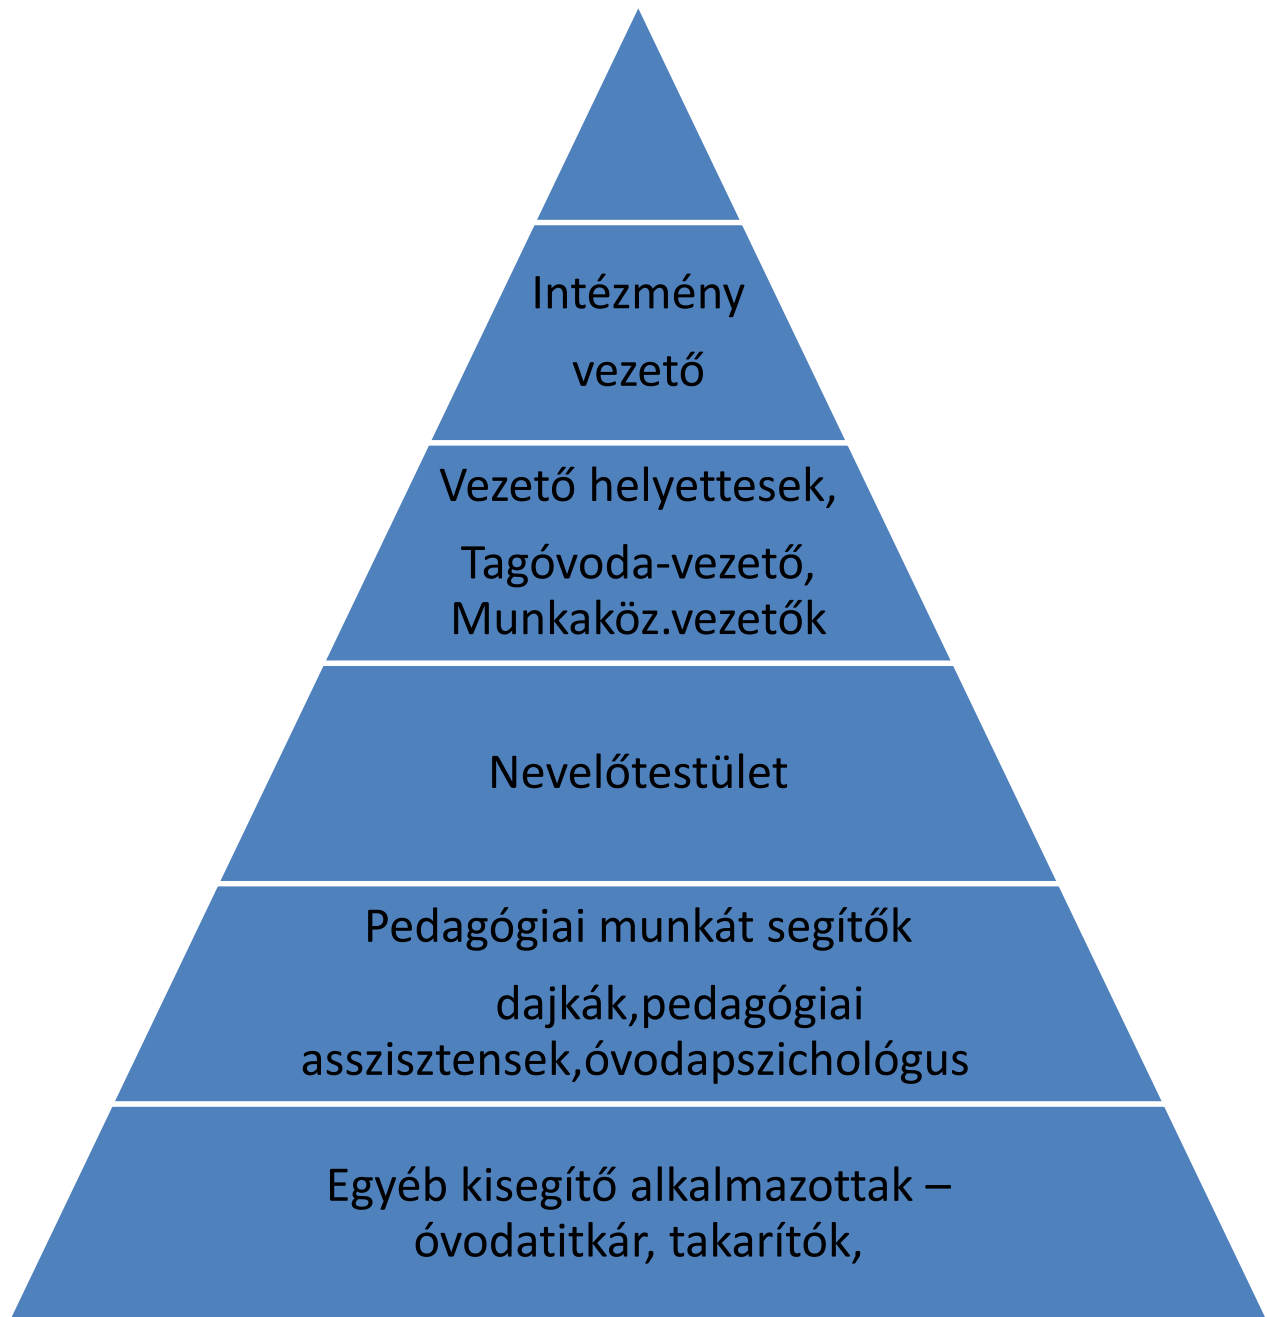 Intézmény
vezető
Vezető helyettesek,
Tagóvoda-vezető,
Munkaköz.vezetők
Nevelőtestület
Pedagógiai munkát segítők
dajkák,pedagógiai
asszisztensek,óvodapszichológus
Egyéb kisegítő alkalmazottak –
óvodatitkár, takarítók,